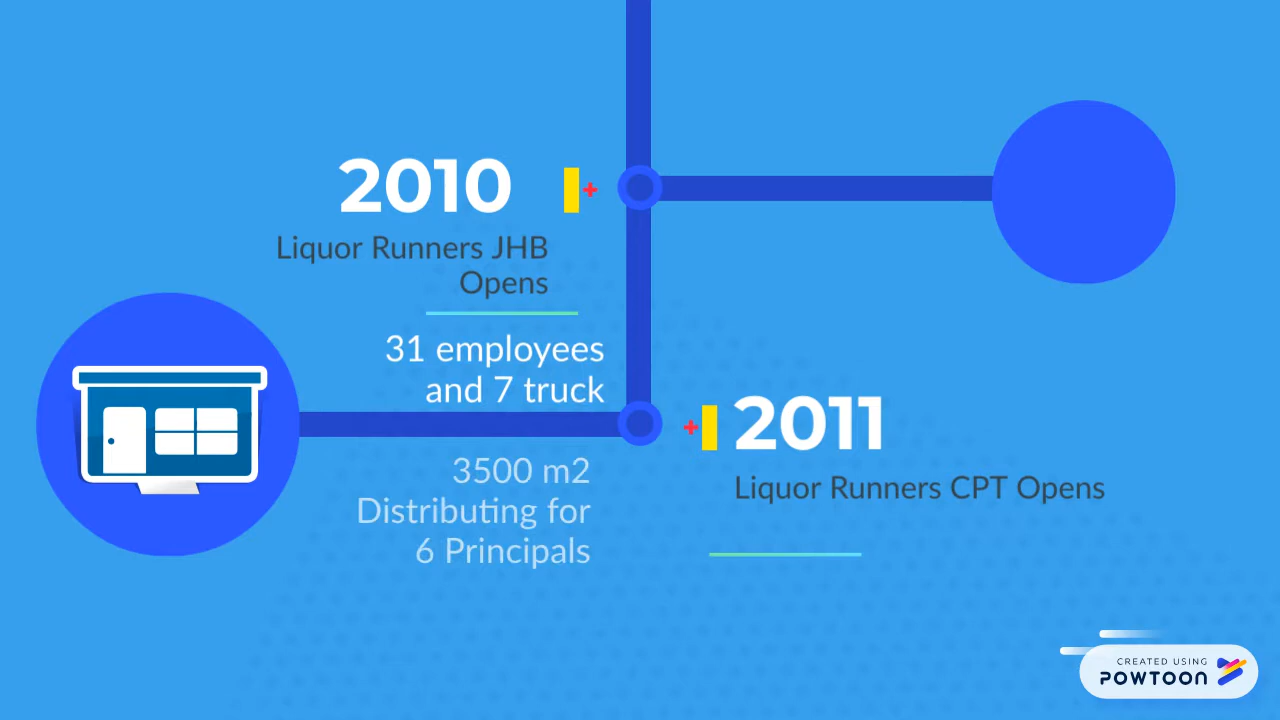 2010
Liquor Runners JHB
Opens
31 employees
and 7 truck
3500 m2
Distributing for
6 Principals
2011
Liquor Runners CPT Opens
CREATED USING
POWTOON